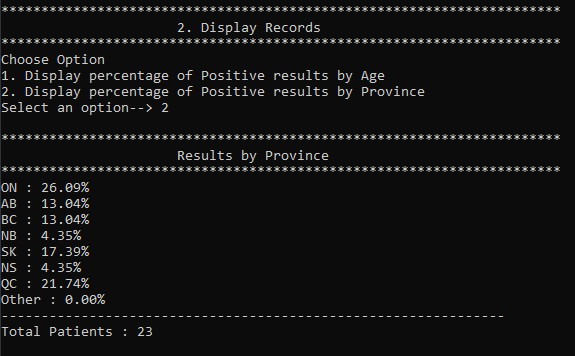 **********************************************************************
2. Display Records
**********************************************************************
Choose Option
1. Display percentage of Positive results by Age
2. Display percentage of Positive results by Province
Select an option--> 2
**********************************************************************
Results by Province
**********************************************************************
ON : 26.09%
AB : 13.04%
BC : 13.04%
NB : 4.35%
SK : 17.39%
NS : 4.35%
QC : 21.74%
Other : 0.00%
---------------------------------------------------------------
Total Patients : 23